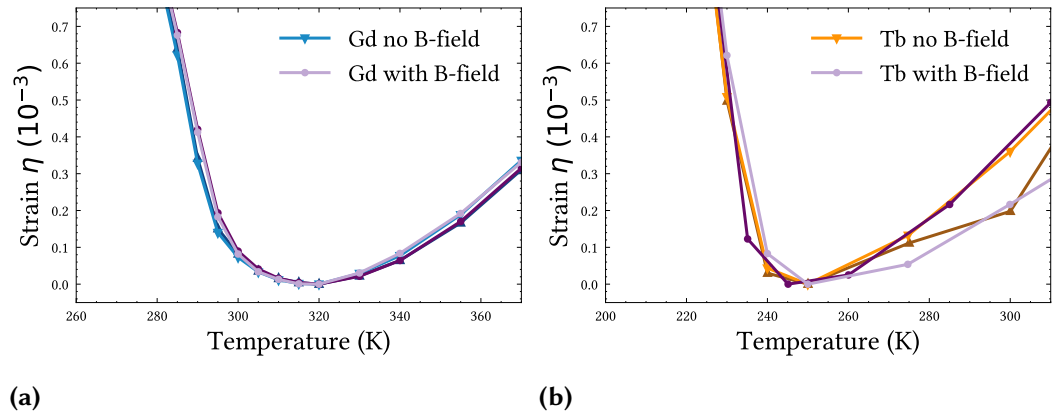 Strain η (10⁻³)
0.7
0.6
0.5
0.4
0.3
0.2
0.1
0.0
Gd no B-field
Gd with B-field
260 280 300 320 340 360
Temperature (K)
(a)
Strain η (10⁻³)
0.7
0.6
0.5
0.4
0.3
0.2
0.1
0.0
Tb no B-field
Tb with B-field
200 220 240 260 280 300
Temperature (K)
(b)